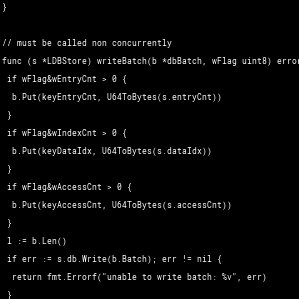 }
// must be called non concurrently
func (s *LDBStore) writeBatch(b *dbBatch, wFlag uint8) error
if wFlag&wEntryCnt > 0 {
b.Put(keyEntryCnt, U64ToBytes(s.entryCnt))
}
if wFlag&wIndexCnt > 0 {
b.Put(keyDataIdx, U64ToBytes(s.dataIdx))
}
if wFlag&wAccessCnt > 0 {
b.Put(keyAccessCnt, U64ToBytes(s.accessCnt))
}
l := b.Len()
if err := s.db.Write(b.Batch); err != nil {
return fmt.Errorf("unable to write batch: %v", err)
}